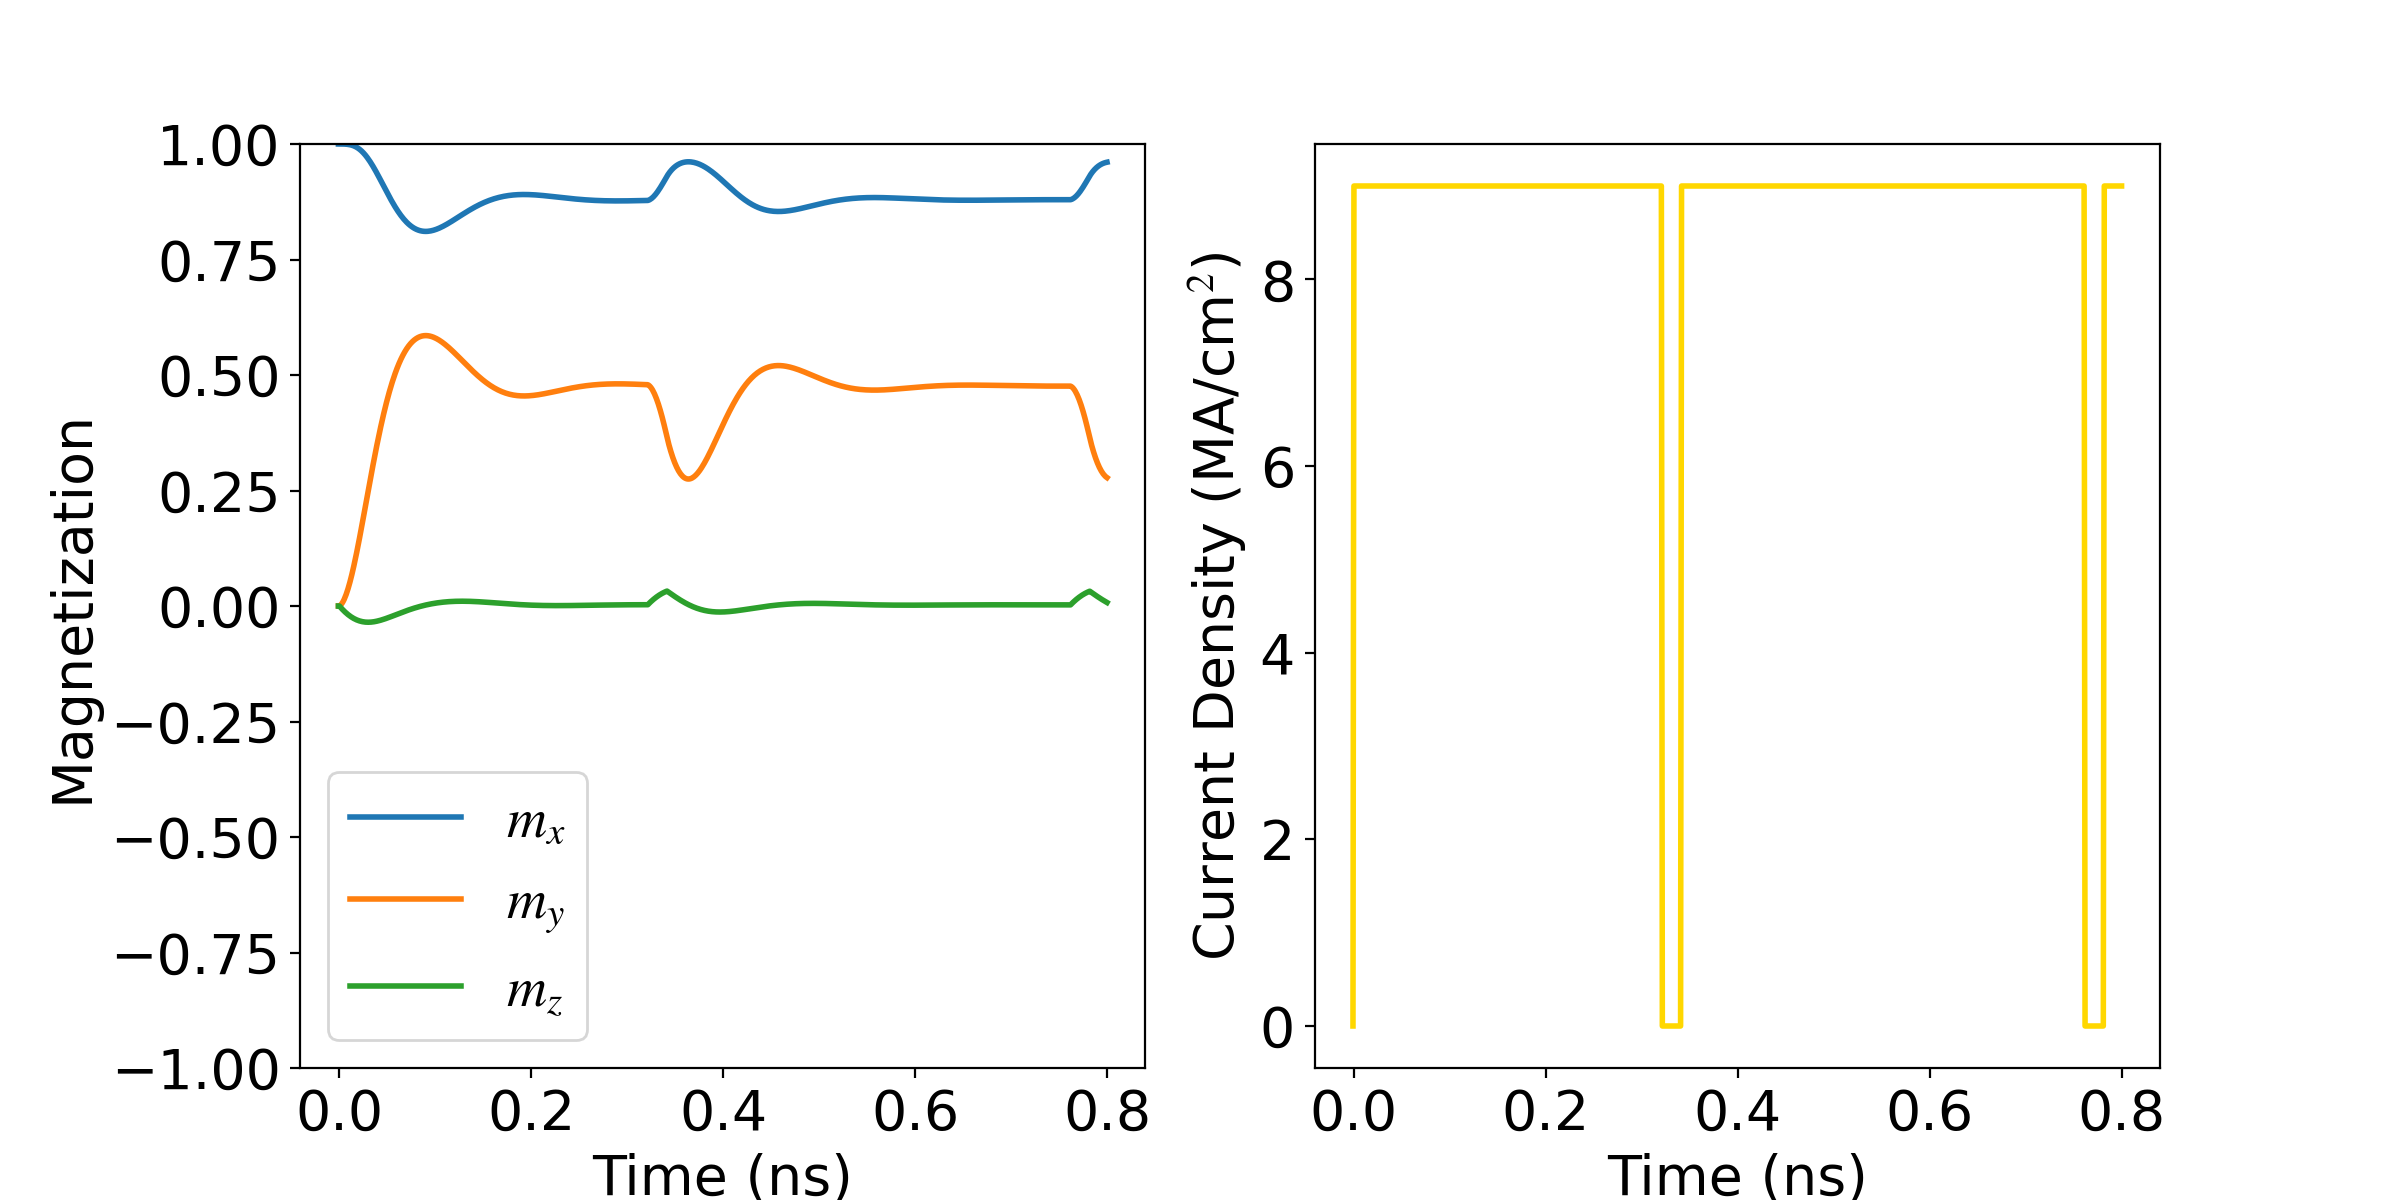 Magnetization
1.00
0.75
0.50
0.25
0.00
−0.25
−0.50
−0.75
−1.00
m_x
m_y
m_z
0.0 0.2 0.4 0.6 0.8
Time (ns)
Current Density (MA/cm²)
8
6
4
2
0
0.0 0.2 0.4 0.6 0.8
Time (ns)